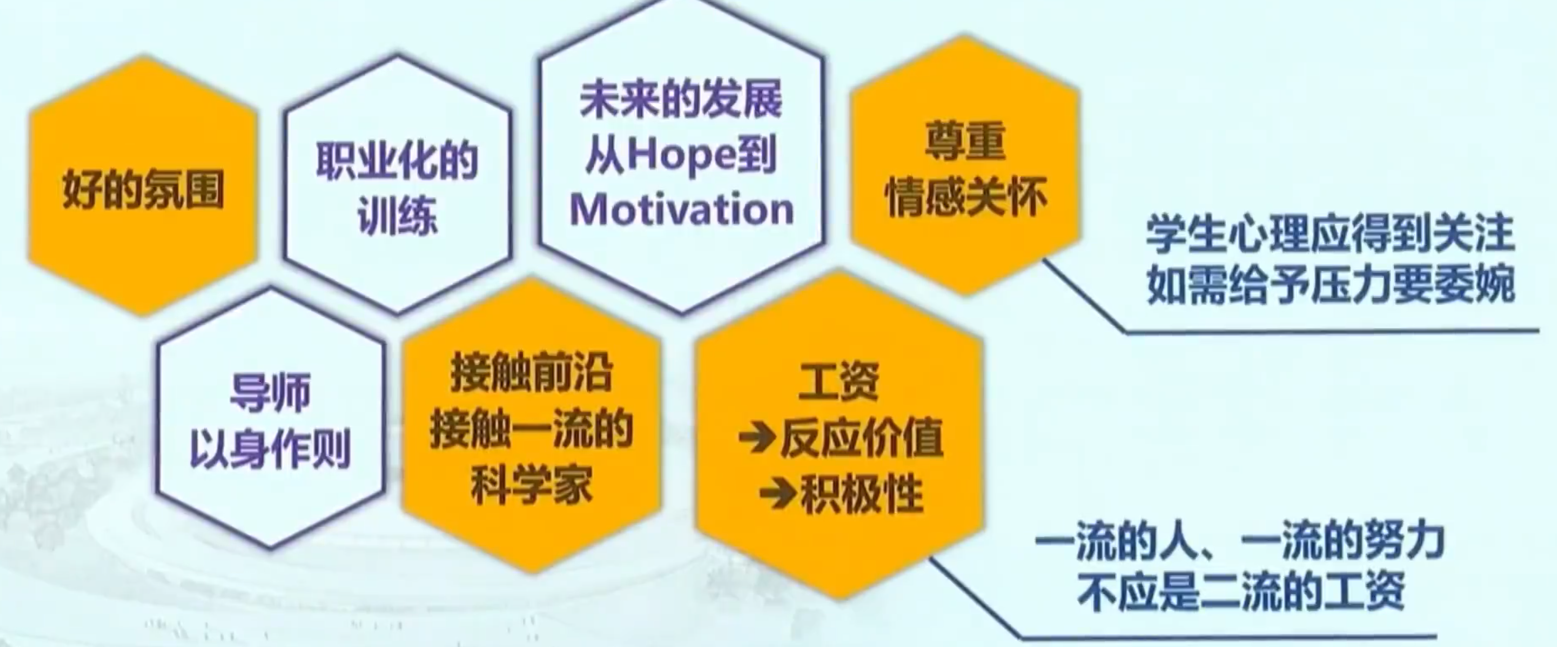 好的氛围
职业化的
训练
未来的发展
从Hope到
Motivation
尊重
情感关怀
学生心理应得到关注
如需给予压力要委婉
导师
以身作则
接触前沿
接触一流的
科学家
工资
➔反应价值
➔积极性
一流的人、一流的努力
不应是二流的工资